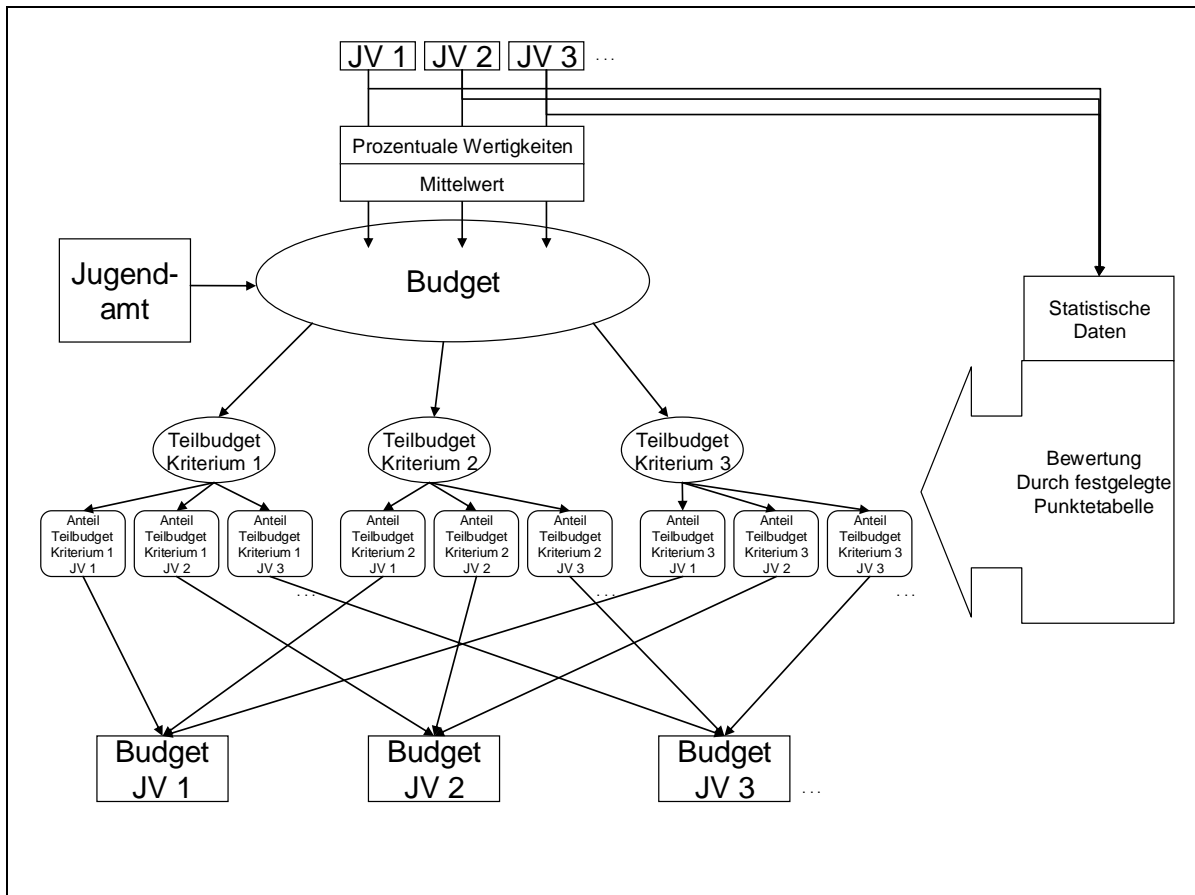 JV 1 JV 2 JV 3 ...
Prozentuale Wertigkeiten
Mittelwert
Jugend-
amt
Budget
Statistische
Daten
Teilbudget
Kriterium 1
Teilbudget
Kriterium 2
Teilbudget
Kriterium 3
Bewertung
Durch festgelegte
Punktetabelle
Anteil
Teilbudget
Kriterium 1
JV 1
Anteil
Teilbudget
Kriterium 1
JV 2
Anteil
Teilbudget
Kriterium 1
JV 3
...
Anteil
Teilbudget
Kriterium 2
JV 1
Anteil
Teilbudget
Kriterium 2
JV 2
Anteil
Teilbudget
Kriterium 2
JV 3
...
Anteil
Teilbudget
Kriterium 3
JV 1
Anteil
Teilbudget
Kriterium 3
JV 2
Anteil
Teilbudget
Kriterium 3
JV 3
...
Budget
JV 1
Budget
JV 2
Budget
JV 3
...